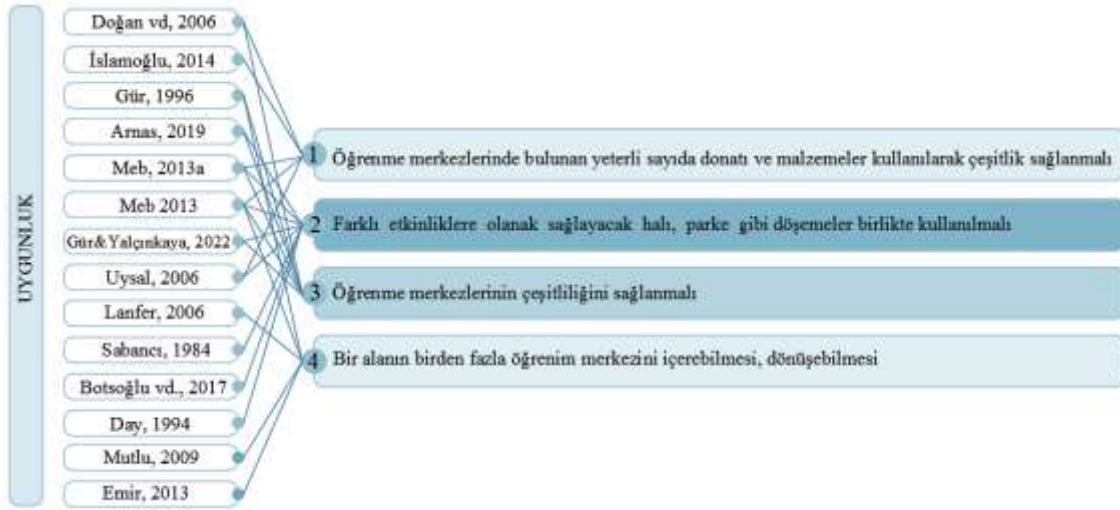 UYGUNLUK
Doğan vd, 2006
İslamoğlu, 2014
Gür, 1996
Arnas, 2019
Meb, 2013a
Meb 2013
Gür&Yalçınkaya, 2022
Uysal, 2006
Lanfer, 2006
Sabancı, 1984
Botsoğlu vd., 2017
Day, 1994
Mutlu, 2009
Emir, 2013
1 Öğrenme merkezlerinde bulunan yeterli sayıda donatı ve malzemeler kullanılarak çeşitlik sağlanmalı
2 Farklı etkinliklere olanak sağlayacak halı, parke gibi döşemeler birlikte kullanılmalı
3 Öğrenme merkezlerinin çeşitliliğini sağlanmalı
4 Bir alanın birden fazla öğrenim merkezini içerebilmesi, dönüşebilmesi